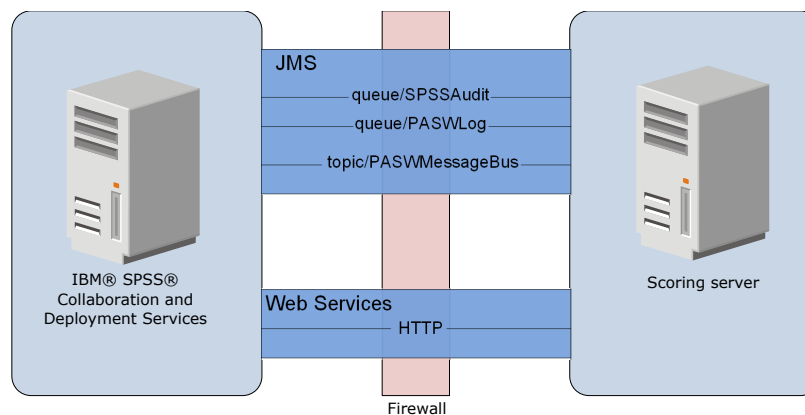 JMS
queue/SPSSAudit
queue/PASWLog
topic/PASWMessageBus
IBM® SPSS®
Collaboration and
Deployment Services
Scoring server
Web Services
HTTP
Firewall